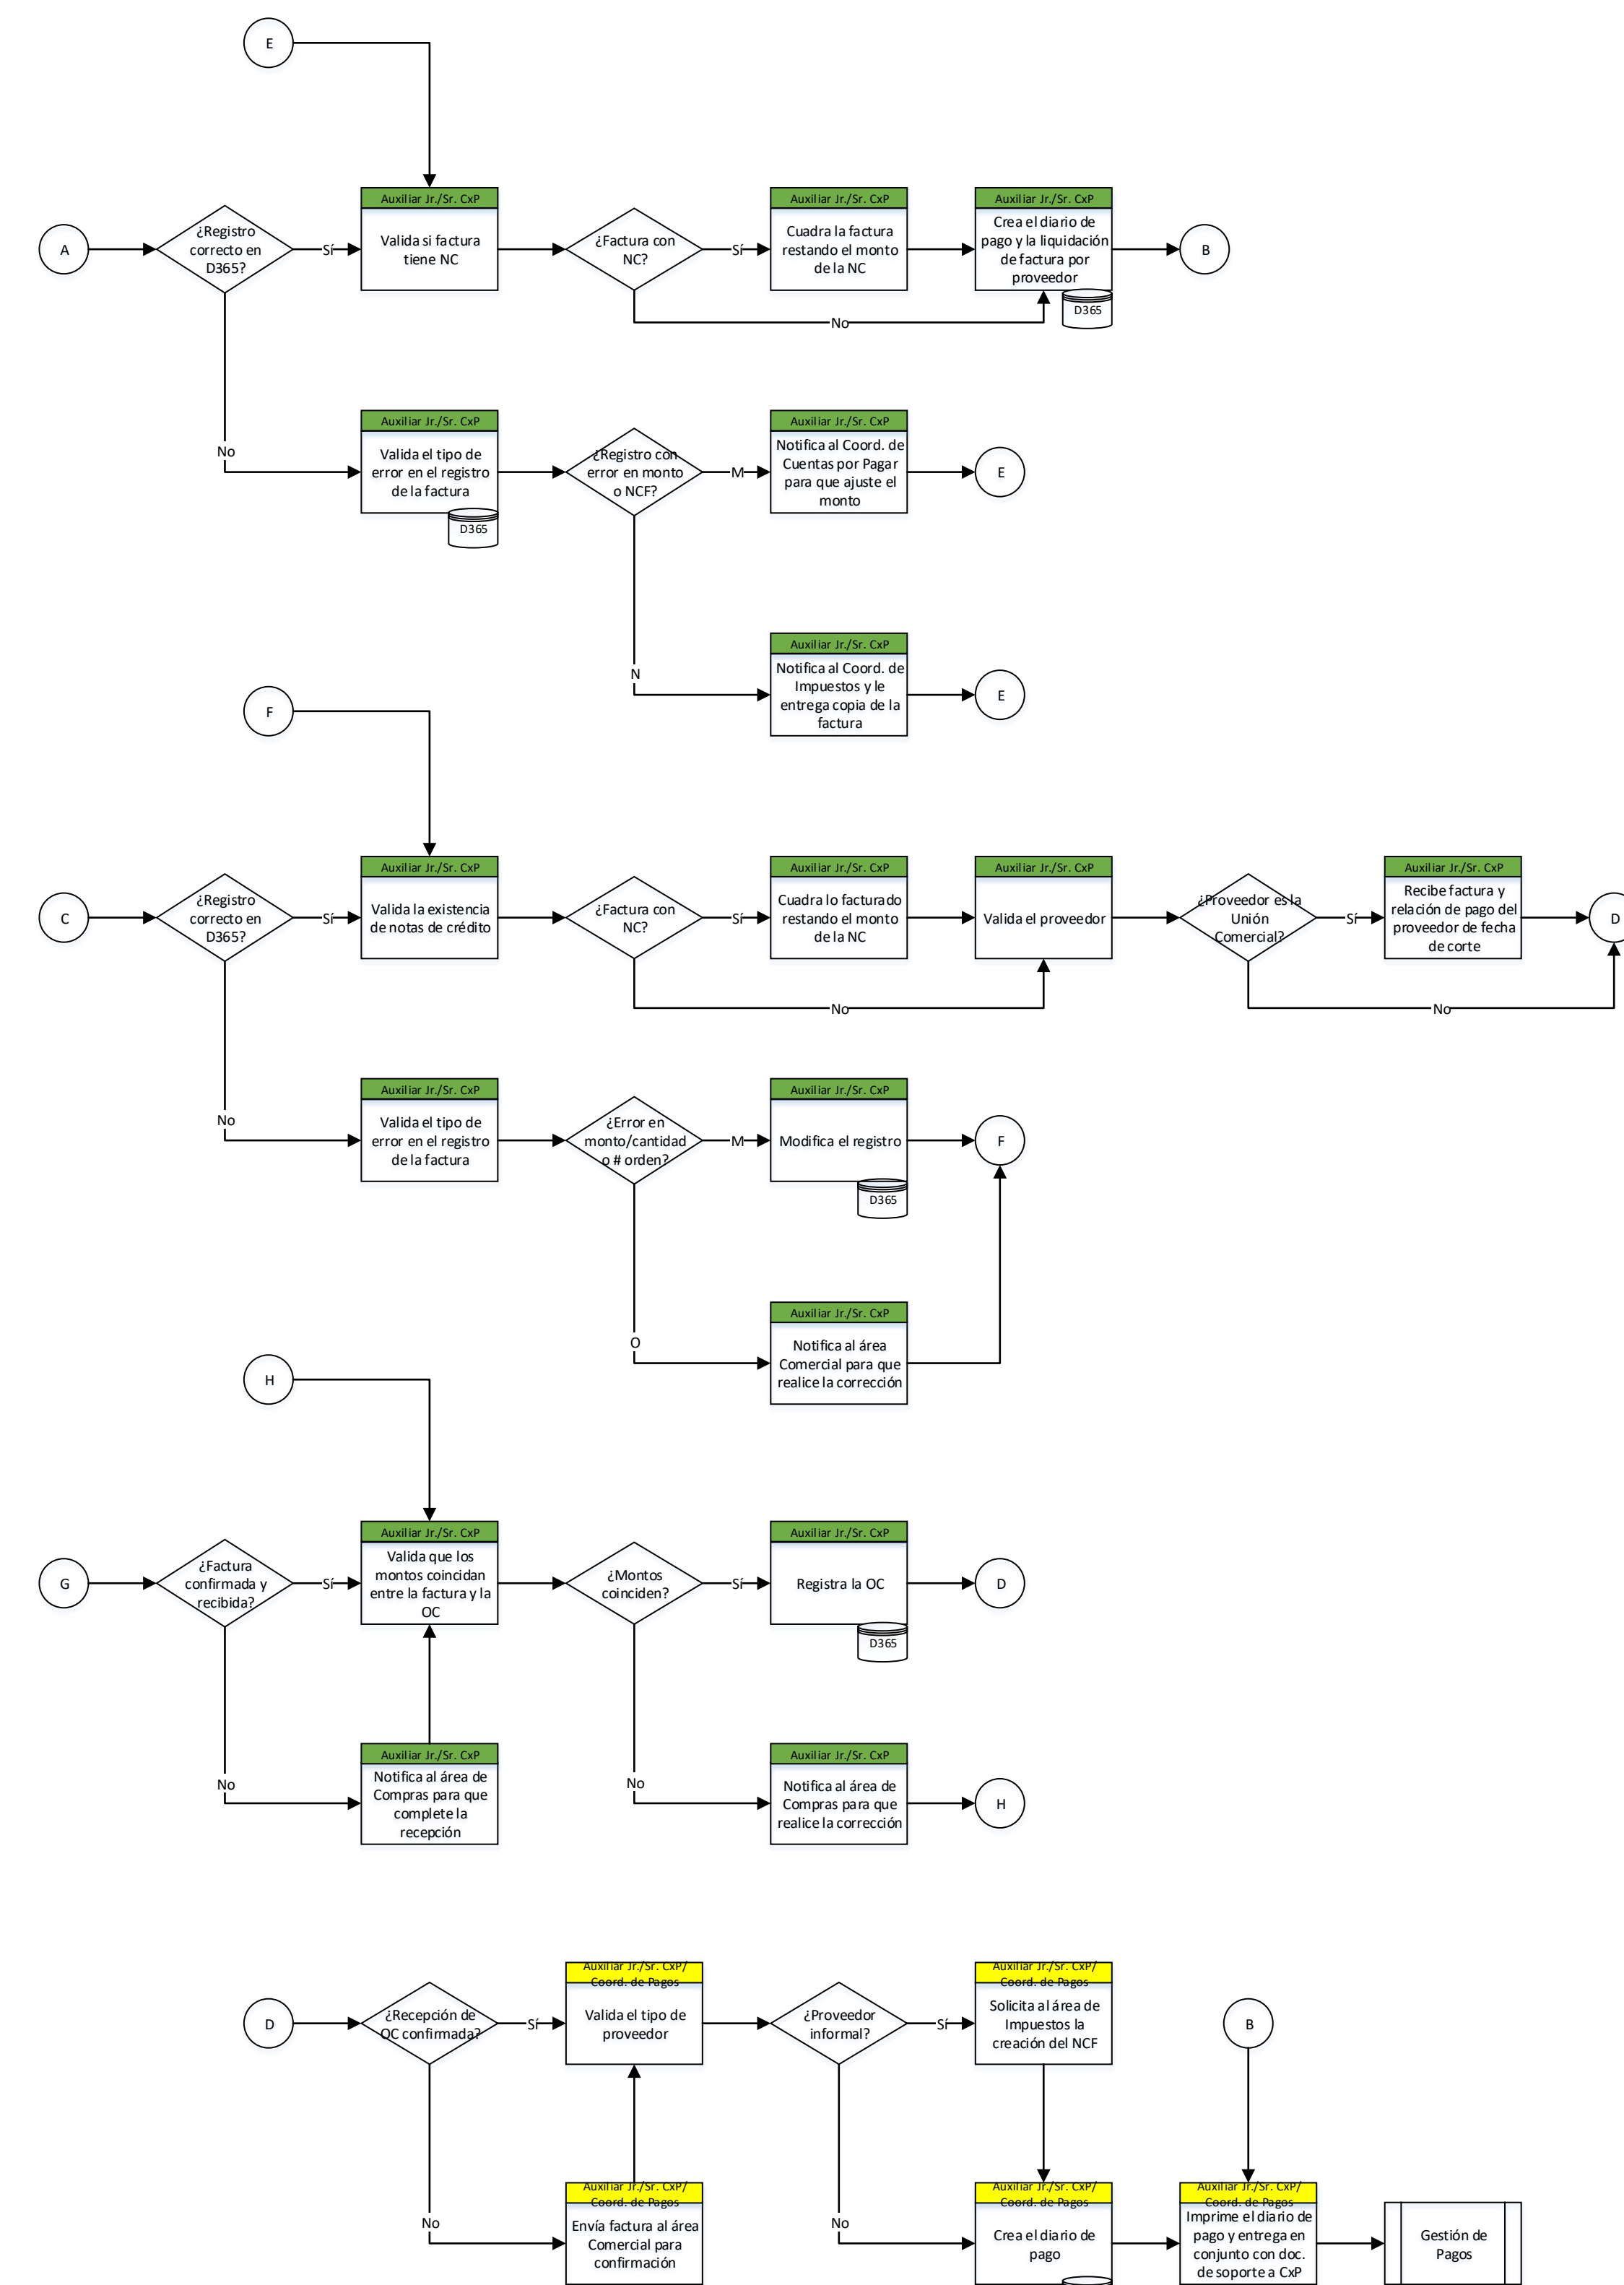 E
A
¿Registro
correcto en
D365?
Sí
Auxiliar Jr./Sr. CxP
Valida si factura
tiene NC
¿Factura con
NC?
Sí
Auxiliar Jr./Sr. CxP
Cuadra la factura
restando el monto
de la NC
Auxiliar Jr./Sr. CxP
Crea el diario de
pago y la liquidación
de factura por
proveedor
D365
B
No
No
Auxiliar Jr./Sr. CxP
Valida el tipo de
error en el registro
de la factura
D365
¿Registro con
error en monto
o NCF?
M
Auxiliar Jr./Sr. CxP
Notifica al Coord. de
Cuentas por Pagar
para que ajuste el
monto
E
N
Auxiliar Jr./Sr. CxP
Notifica al Coord. de
Impuestos y le
entrega copia de la
factura
E
F
C
¿Registro
correcto en
D365?
Sí
Auxiliar Jr./Sr. CxP
Valida la existencia
de notas de crédito
¿Factura con
NC?
Sí
Auxiliar Jr./Sr. CxP
Cuadra lo facturado
restando el monto
de la NC
Auxiliar Jr./Sr. CxP
Valida el proveedor
¿Proveedor es la
Unión
Comercial?
Sí
Auxiliar Jr./Sr. CxP
Recibe factura y
relación de pago del
proveedor de fecha
de corte
D
No
No
No
Auxiliar Jr./Sr. CxP
Valida el tipo de
error en el registro
de la factura
¿Error en
monto/cantidad
o # orden?
M
Auxiliar Jr./Sr. CxP
Modifica el registro
D365
F
O
Auxiliar Jr./Sr. CxP
Notifica al área
Comercial para que
realice la corrección
H
G
¿Factura
confirmada y
recibida?
Sí
Auxiliar Jr./Sr. CxP
Valida que los
montos coincidan
entre la factura y la
OC
¿Montos
coinciden?
Sí
Auxiliar Jr./Sr. CxP
Registra la OC
D365
D
No
Auxiliar Jr./Sr. CxP
Notifica al área de
Compras para que
complete la
recepción
No
Auxiliar Jr./Sr. CxP
Notifica al área de
Compras para que
realice la corrección
H
D
¿Recepción de
OC confirmada?
Sí
Auxiliar Jr./Sr. CxP/
Coord. de Pagos
Valida el tipo de
proveedor
¿Proveedor
informal?
Sí
Auxiliar Jr./Sr. CxP/
Coord. de Pagos
Solicita al área de
Impuestos la
creación del NCF
B
No
Auxiliar Jr./Sr. CxP/
Coord. de Pagos
Envía factura al área
Comercial para
confirmación
No
Auxiliar Jr./Sr. CxP/
Coord. de Pagos
Crea el diario de
pago
Auxiliar Jr./Sr. CxP/
Coord. de Pagos
Imprime el diario de
pago y entrega en
conjunto con doc.
de soporte a CxP
Gestión de
Pagos